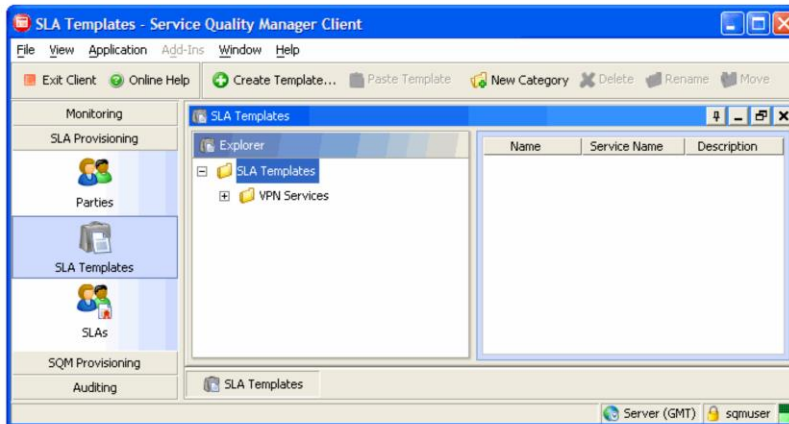 SLA Templates - Service Quality Manager Client
File View Application Add-Ins Window Help
Exit Client Online Help Create Template... Paste Template New Category Delete Rename Move
Monitoring
SLA Provisioning
Parties
SLA Templates
SLAs
SQM Provisioning
Auditing
SLA Templates
Explorer
SLA Templates
VPN Services
Name Service Name Description
SLA Templates
Server (GMT) sqmuser